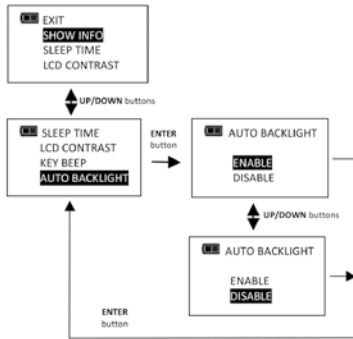 EXIT
SHOW INFO
SLEEP TIME
LCD CONTRAST
UP/DOWN buttons
SLEEP TIME
LCD CONTRAST
KEY BEEP
AUTO BACKLIGHT
ENTER
button
AUTO BACKLIGHT
ENABLE
DISABLE
UP/DOWN buttons
AUTO BACKLIGHT
ENABLE
DISABLE
ENTER
button